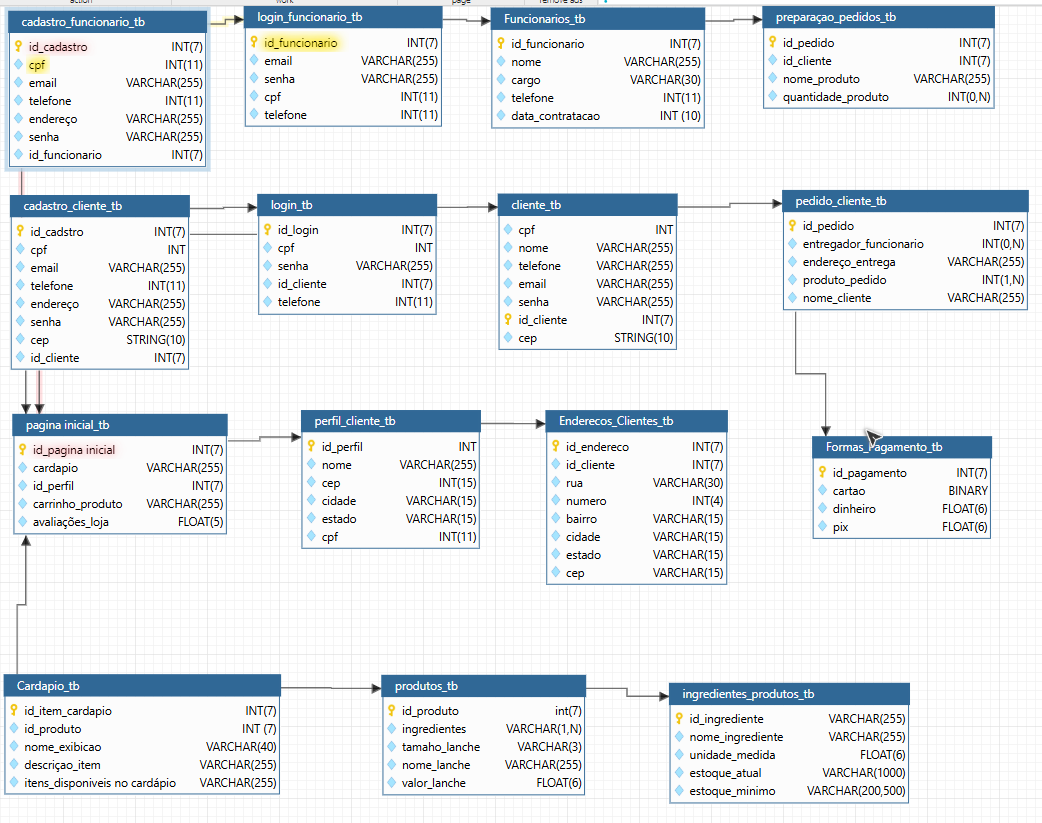 cadastro_funcionario_tb
id_cadastro INT(7)
cpf INT(11)
email VARCHAR(255)
telefone INT(11)
endereço VARCHAR(255)
senha VARCHAR(255)
id_funcionario INT(7)
login_funcionario_tb
id_funcionario INT(7)
email VARCHAR(255)
senha VARCHAR(255)
cpf INT(11)
telefone INT(11)
Funcionarios_tb
id_funcionario INT(7)
nome VARCHAR(255)
cargo VARCHAR(30)
telefone INT(11)
data_contratacao INT (10)
preparaçao_pedidos_tb
id_pedido INT(7)
id_cliente INT(7)
nome_produto VARCHAR(255)
quantidade_produto INT(0,N)
cadastro_cliente_tb
id_cadstro INT(7)
cpf INT
email VARCHAR(255)
telefone INT(11)
endereço VARCHAR(255)
senha VARCHAR(255)
cep STRING(10)
id_cliente INT(7)
login_tb
id_login INT(7)
cpf INT
senha VARCHAR(255)
id_cliente INT(7)
telefone INT(11)
cliente_tb
cpf INT
nome VARCHAR(255)
telefone VARCHAR(255)
email VARCHAR(255)
senha VARCHAR(255)
id_cliente INT(7)
cep STRING(10)
pedido_cliente_tb
id_pedido INT(7)
entregador_funcionario INT(0,N)
endereço_entrega VARCHAR(255)
produto_pedido INT(1,N)
nome_cliente VARCHAR(255)
pagina inicial_tb
id_pagina inicial INT(7)
cardapio VARCHAR(255)
id_perfil INT(7)
carrinho_produto VARCHAR(255)
avaliações_loja FLOAT(5)
perfil_cliente_tb
id_perfil INT
nome VARCHAR(255)
cep INT(15)
cidade VARCHAR(15)
estado VARCHAR(15)
cpf INT(11)
Enderecos_Clientes_tb
id_endereco INT(7)
id_cliente INT(7)
rua VARCHAR(30)
numero INT(4)
bairro VARCHAR(15)
cidade VARCHAR(15)
estado VARCHAR(15)
cep VARCHAR(15)
Formas_Pagamento_tb
id_pagamento INT(7)
cartao BINARY
dinheiro FLOAT(6)
pix FLOAT(6)
Cardapio_tb
id_item_cardapio INT(7)
id_produto INT (7)
nome_exibicao VARCHAR(40)
descriçao_item VARCHAR(255)
itens_disponiveis no cardápio VARCHAR(255)
produtos_tb
id_produto int(7)
ingredientes VARCHAR(1,N)
tamaho_lanche VARCHAR(3)
nome_lanche VARCHAR(255)
valor_lanche FLOAT(6)
ingredientes_produtos_tb
id_ingrediente VARCHAR(255)
nome_ingrediente VARCHAR(255)
unidade_medida FLOAT(6)
estoque_atual VARCHAR(1000)
estoque_minimo VARCHAR(200,500)